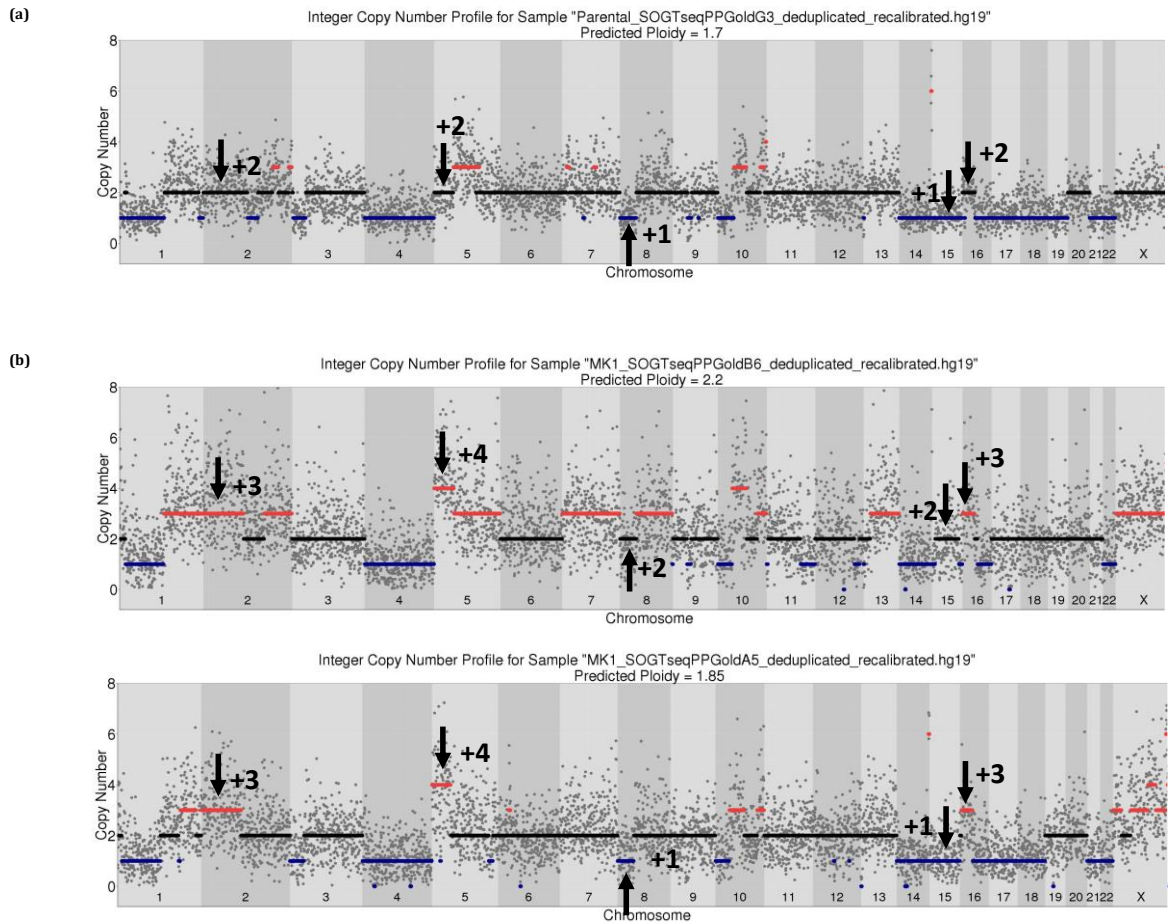 (a)
Integer Copy Number Profile for Sample "Parental_SOGTseqPPGoldG3_deduplicated_recalibrated.hg19"
Predicted Ploidy = 1.7
Copy Number
8
6
4
2
0
+2
+2
+1
+1
+2
1 2 3 4 5 6 7 8 9 10 11 12 13 14 15 16 17 18 19 20 21 22 X
Chromosome
(b)
Integer Copy Number Profile for Sample "MK1_SOGTseqPPGoldB6_deduplicated_recalibrated.hg19"
Predicted Ploidy = 2.2
Copy Number
8
6
4
2
0
+3
+4
+2
+2
+3
1 2 3 4 5 6 7 8 9 10 11 12 13 14 15 16 17 18 19 20 21 22 X
Chromosome
Integer Copy Number Profile for Sample "MK1_SOGTseqPPGoldA5_deduplicated_recalibrated.hg19"
Predicted Ploidy = 1.85
Copy Number
8
6
4
2
0
+3
+4
+1
+1
+3
1 2 3 4 5 6 7 8 9 10 11 12 13 14 15 16 17 18 19 20 21 22 X
Chromosome